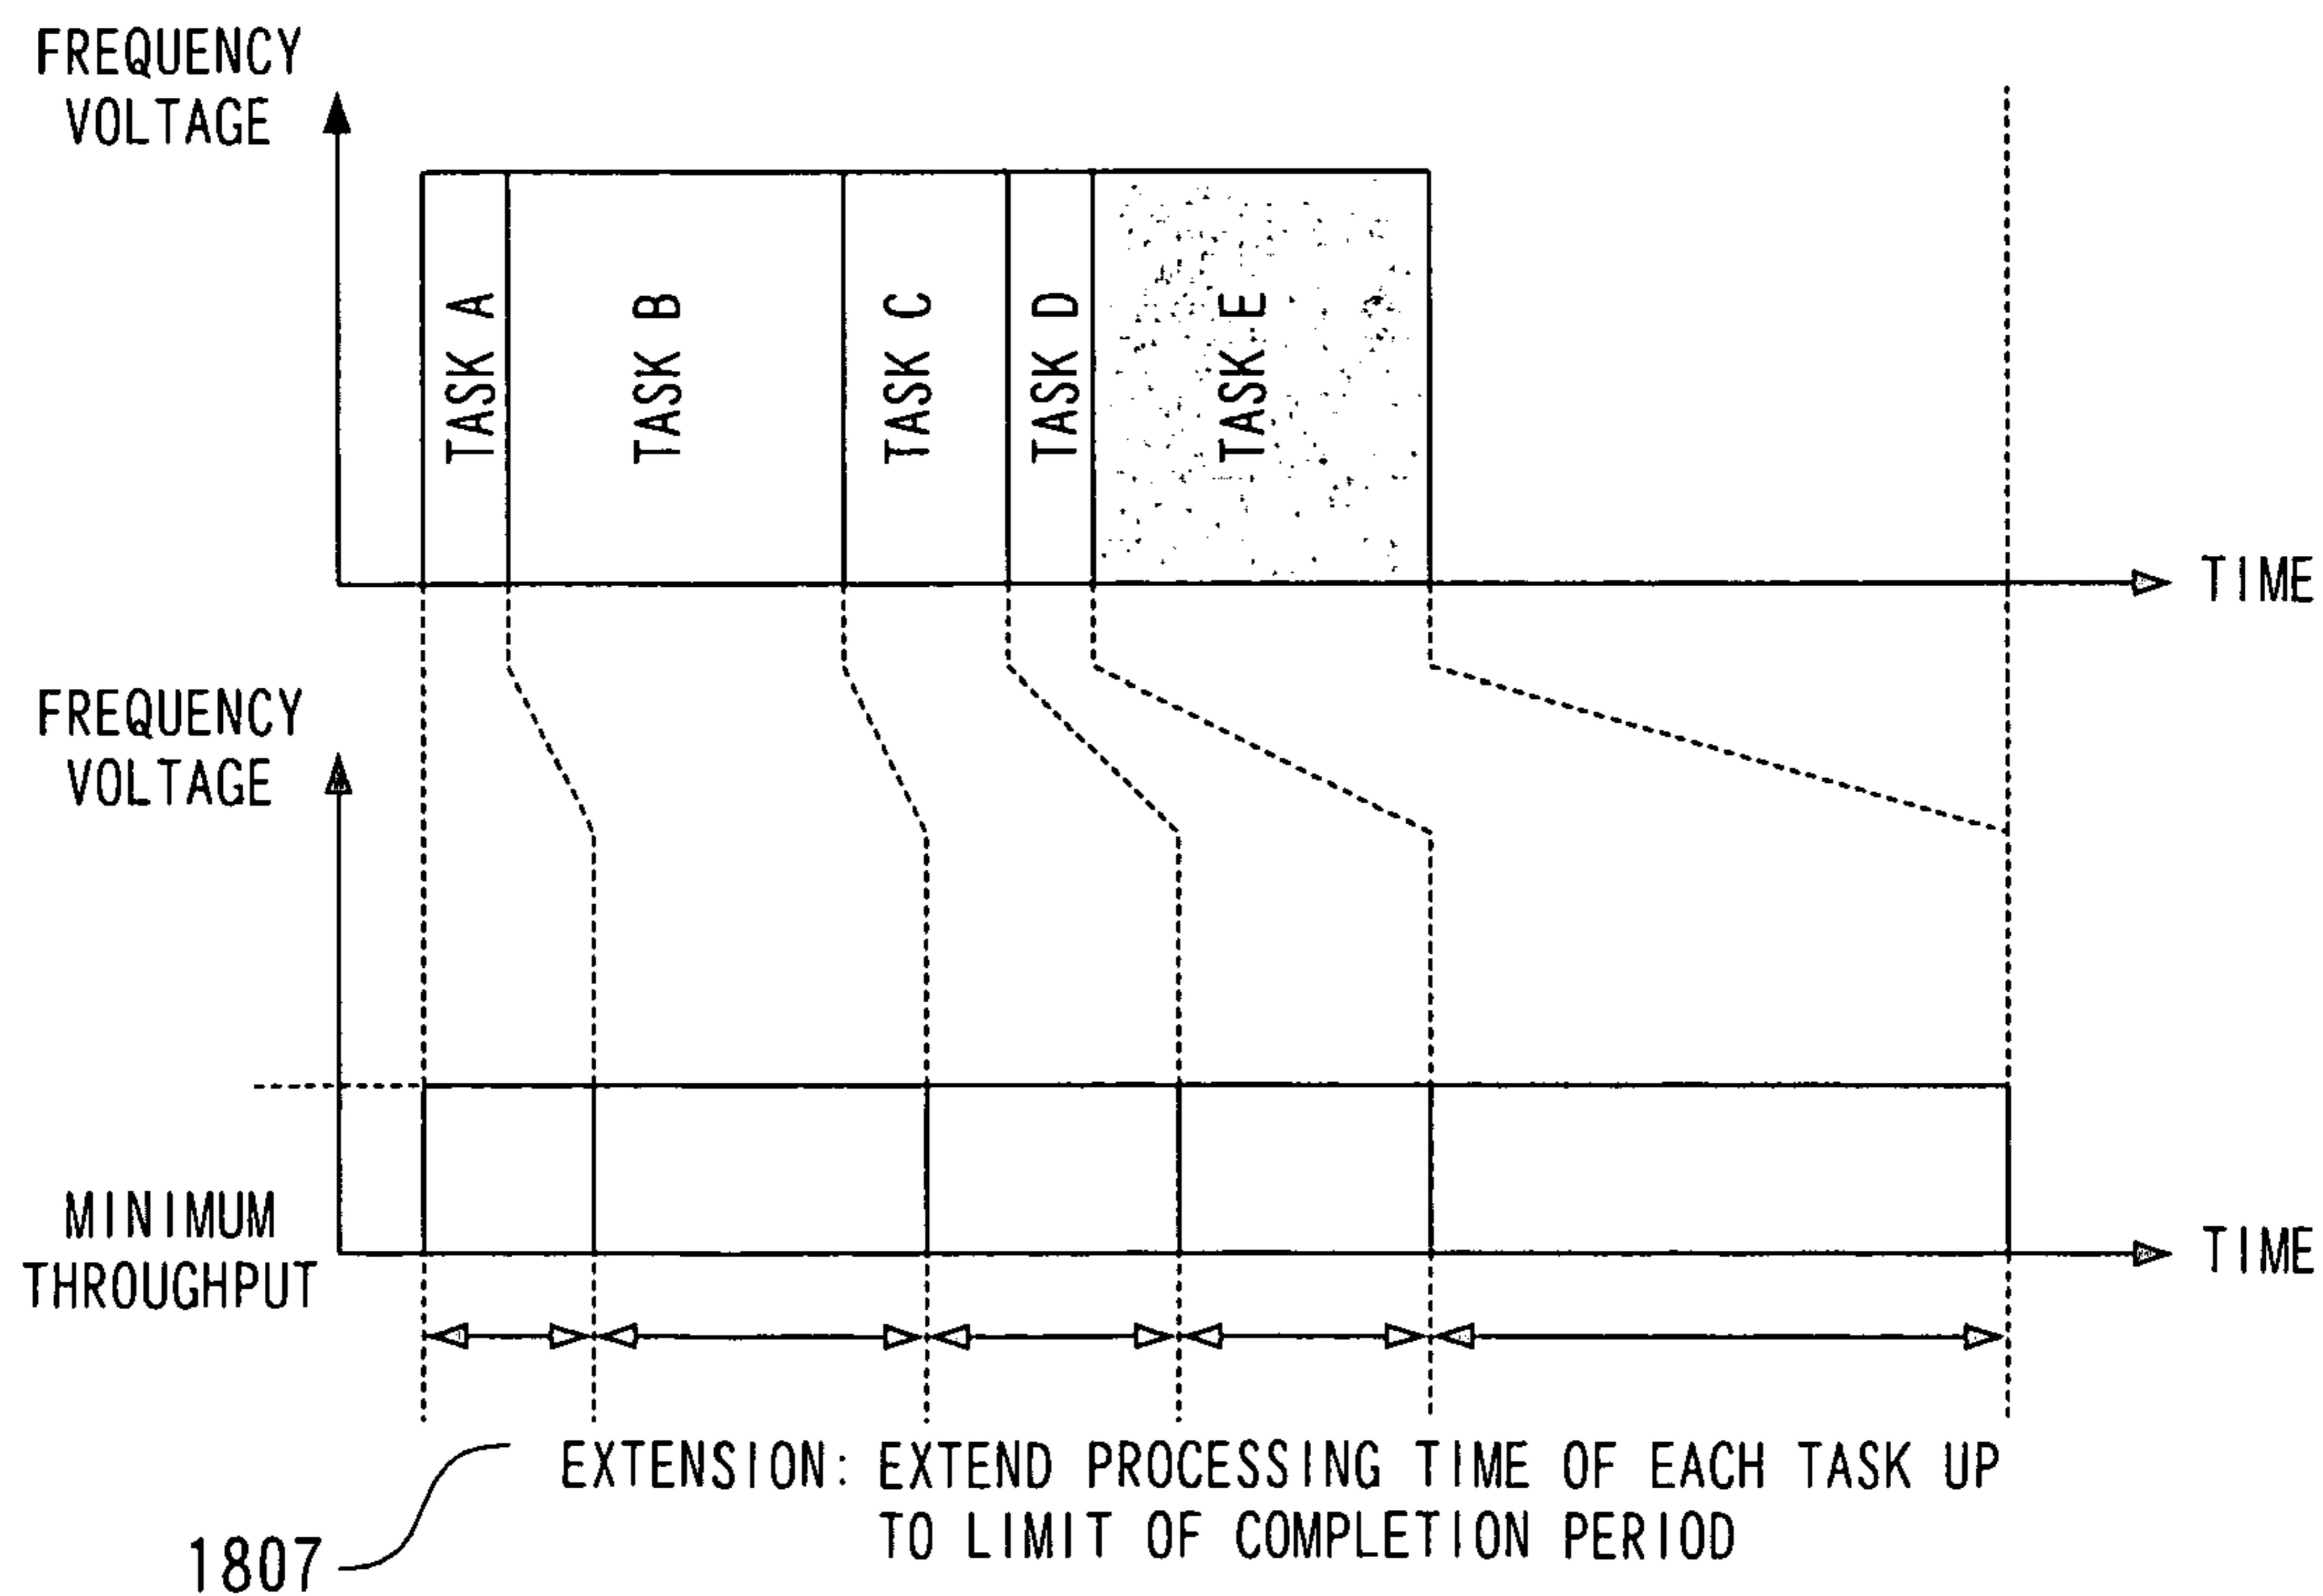 FREQUENCY
VOLTAGE
TASK A
TASK B
TASK C
TASK D
TASK E
TIME
FREQUENCY
VOLTAGE
MINIMUM
THROUGHPUT
TIME
EXTENSION: EXTEND PROCESSING TIME OF EACH TASK UP
TO LIMIT OF COMPLETION PERIOD
1807